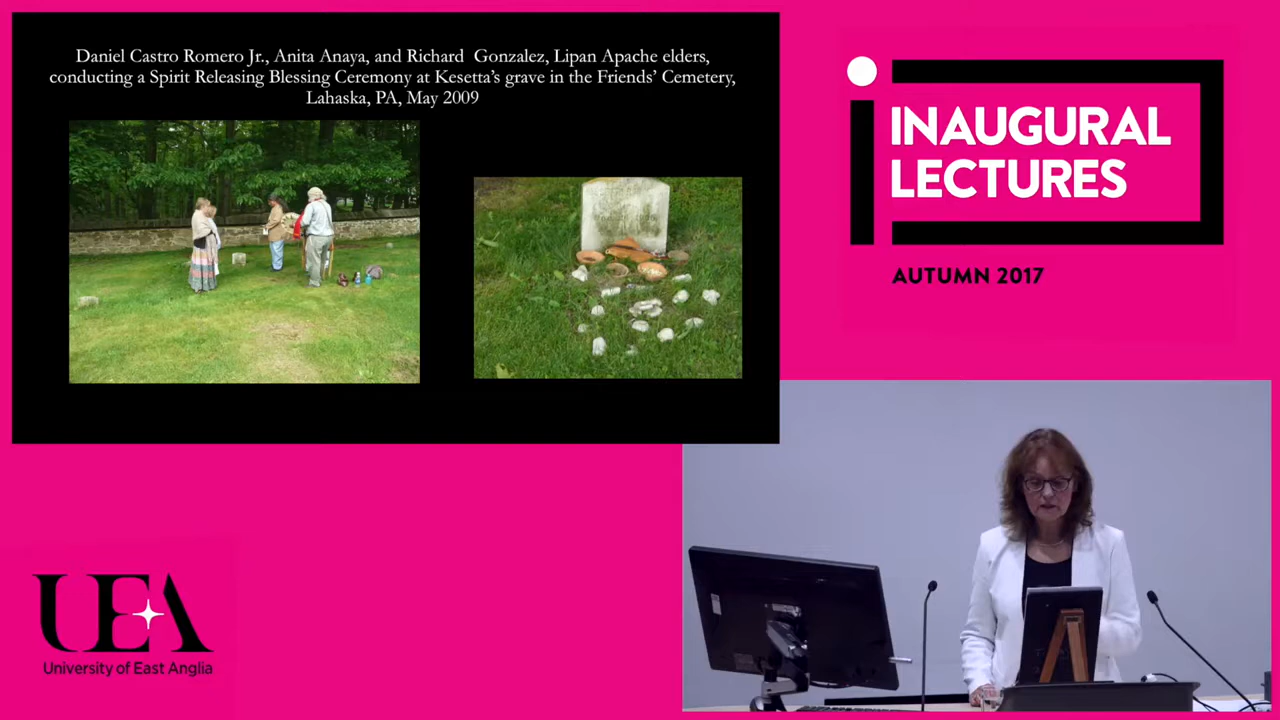 Daniel Castro Romero Jr., Anita Anaya, and Richard Gonzalez, Lipan Apache elders,
conducting a Spirit Releasing Blessing Ceremony at Kesetta's grave in the Friends' Cemetery,
Lahaska, PA, May 2009
INAUGURAL
LECTURES
AUTUMN 2017
UEA
University of East Anglia